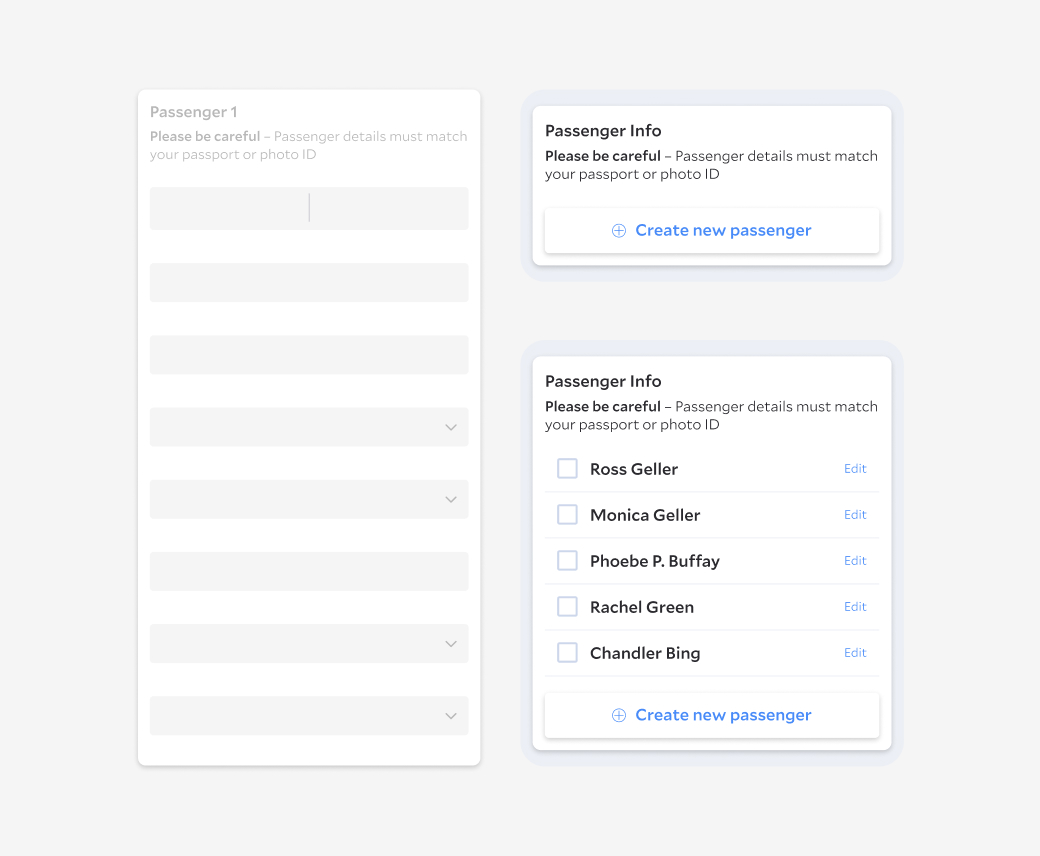 Passenger 1
Please be careful – Passenger details must match
your passport or photo ID
Passenger Info
Please be careful – Passenger details must match
your passport or photo ID
Create new passenger
Passenger Info
Please be careful – Passenger details must match
your passport or photo ID
Ross Geller Edit
Monica Geller Edit
Phoebe P. Buffay Edit
Rachel Green Edit
Chandler Bing Edit
Create new passenger